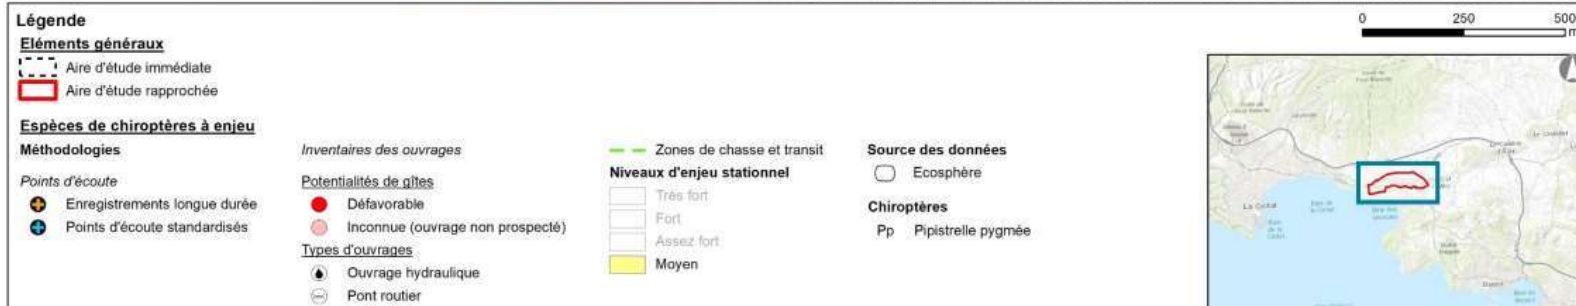 Légende
Eléments généraux
Aire d'étude immédiate
Aire d'étude rapprochée
Espèces de chiroptères à enjeu
Méthodologies
Points d'écoute
Enregistrements longue durée
Points d'écoute standardisés
Inventaires des ouvrages
Potentialités de gîtes
Défavorable
Inconnue (ouvrage non prospecté)
Types d'ouvrages
Ouvrage hydraulique
Pont routier
Zones de chasse et transit
Niveaux d'enjeu stationnel
Très fort
Fort
Assez fort
Moyen
Source des données
Ecosphère
Chiroptères
Pp Pipistrelle pygmée
0 250 500
m
La Ciotat